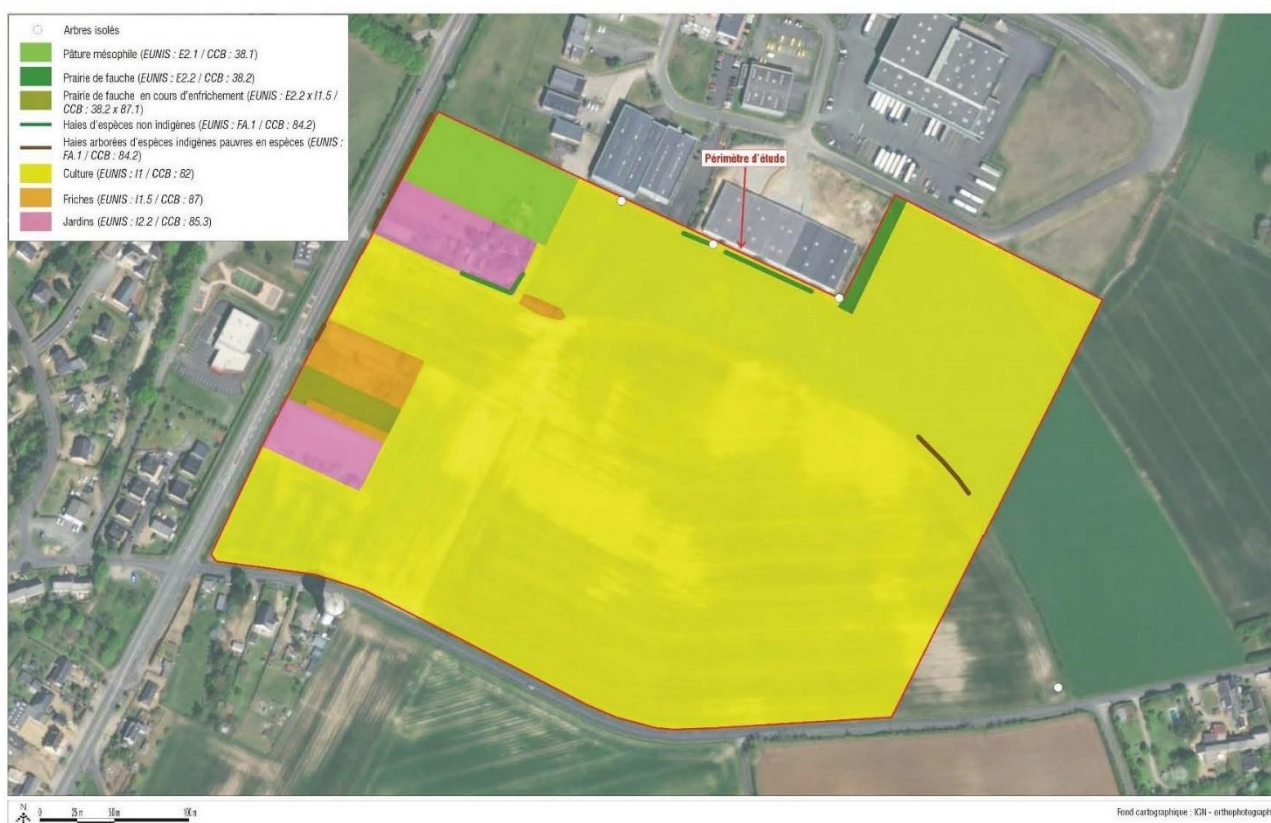 Arbres isolés
Pâture mésophile (EUNIS : E2.1 / CCB : 38.1)
Prairie de fauche (EUNIS : E2.2 / CCB : 38.2)
Prairie de fauche en cours d'enfrichement (EUNIS : E2.2 x I1.5 /
CCB : 38.2 x 87.1)
Haies d'espèces non indigènes (EUNIS : FA.1 / CCB : 84.2)
Haies arborées d'espèces indigènes pauvres en espèces (EUNIS :
FA.1 / CCB : 84.2)
Culture (EUNIS : I1 / CCB : 82)
Friches (EUNIS : I1.5 / CCB : 87)
Jardins (EUNIS : I2.2 / CCB : 85.3)
Périmètre d'étude
N
0 25 m 50 m 100 m
Fond cartographique : IGN - orthophotograph